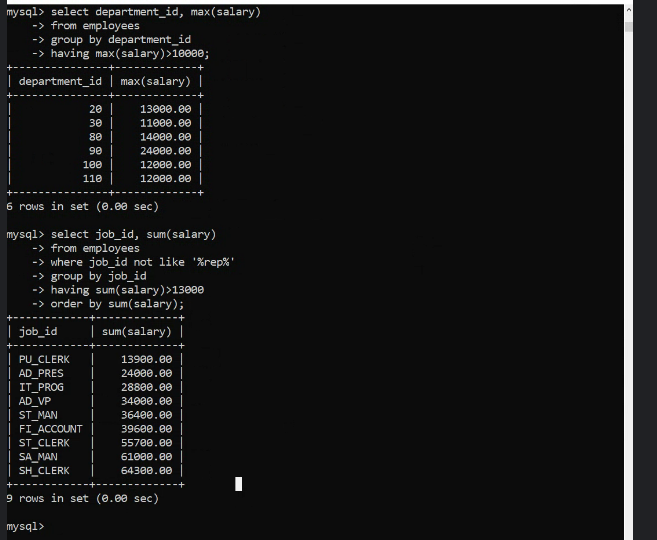 mysql> select department_id, max(salary)
    -> from employees
    -> group by department_id
    -> having max(salary)>10000;
+---------------+-------------+
| department_id | max(salary) |
+---------------+-------------+
|            20 |    13000.00 |
|            30 |    11000.00 |
|            80 |    14000.00 |
|            90 |    24000.00 |
|           100 |    12000.00 |
|           110 |    12000.00 |
+---------------+-------------+
6 rows in set (0.00 sec)

mysql> select job_id, sum(salary)
    -> from employees
    -> where job_id not like '%rep%'
    -> group by job_id
    -> having sum(salary)>13000
    -> order by sum(salary);
+------------+-------------+
| job_id     | sum(salary) |
+------------+-------------+
| PU_CLERK   |    13900.00 |
| AD_PRES    |    24000.00 |
| IT_PROG    |    28800.00 |
| AD_VP      |    34000.00 |
| ST_MAN     |    36400.00 |
| FI_ACCOUNT |    39600.00 |
| ST_CLERK   |    55700.00 |
| SA_MAN     |    61000.00 |
| SH_CLERK   |    64300.00 |
+------------+-------------+
9 rows in set (0.00 sec)

mysql>